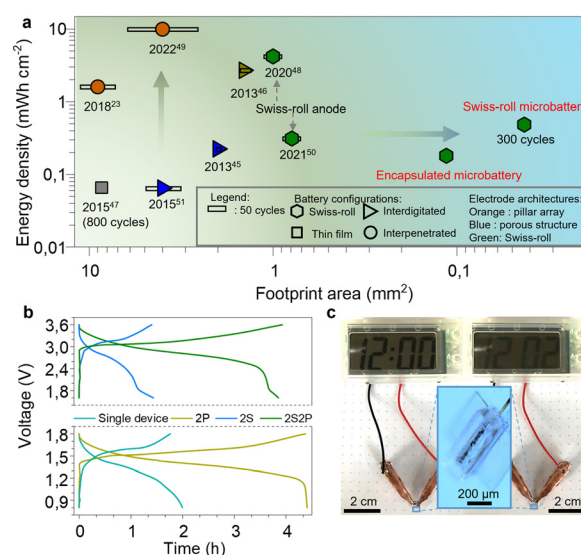 a
Energy density (mWh cm-2)
10
1
0,1
0,01
2022⁴⁹
2018²³
2013⁴⁶
2020⁴⁸
Swiss-roll anode
2013⁴⁵
2021⁵⁰
2015⁴⁷
(800 cycles)
2015⁵¹
Swiss-roll microbattery
300 cycles
Encapsulated microbattery
Legend:
: 50 cycles
Battery configurations:
Swiss-roll
Interdigitated
Thin film
Interpenetrated
Electrode architectures:
Orange : pillar array
Blue : porous structure
Green: Swiss-roll
10
1
0,1
Footprint area (mm²)
b
Voltage (V)
3,6
3,0
2,4
1,8
Single device
2P
2S
2S2P
1,8
1,5
1,2
0,9
0
1
2
3
4
Time (h)
c
12:00
12:02
2 cm
200 µm
2 cm